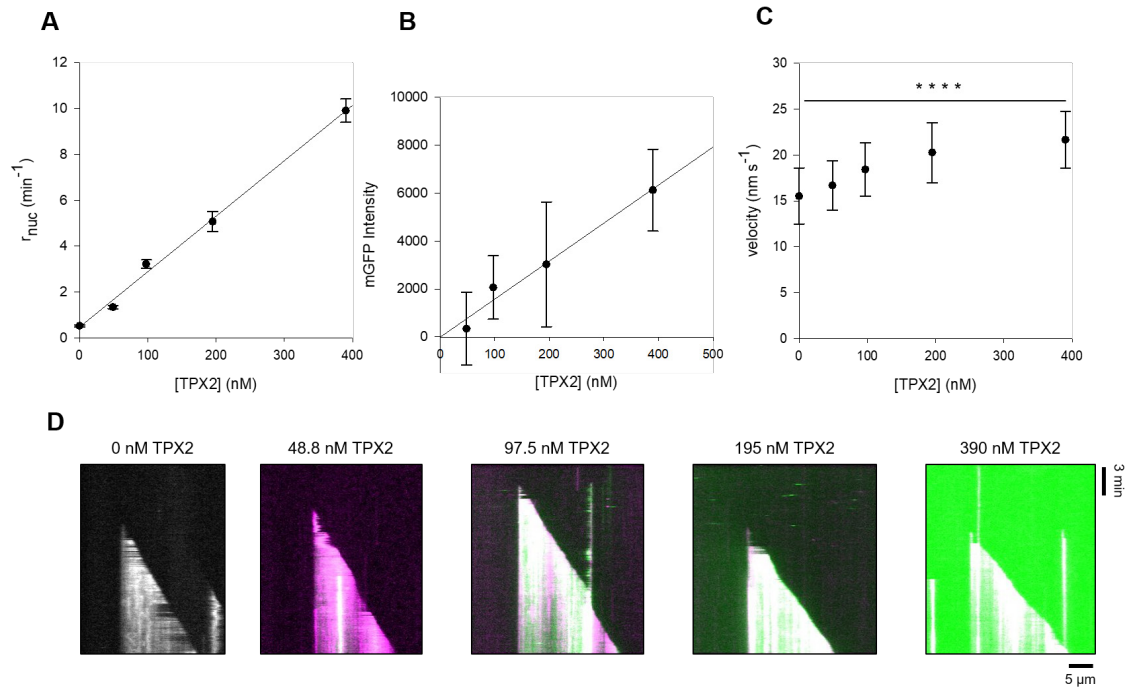 A
B
C
12
10
8
6
4
2
0
r_nuc (min⁻¹)
0 100 200 300 400
[TPX2] (nM)
10000
8000
6000
4000
2000
0
mGFP Intensity
0 100 200 300 400 500
[TPX2] (nM)
30
25
20
15
10
5
0
velocity (nm s⁻¹)
* * * *
0 100 200 300 400
[TPX2] (nM)
D
0 nM TPX2
48.8 nM TPX2
97.5 nM TPX2
195 nM TPX2
390 nM TPX2
3 min
5 µm